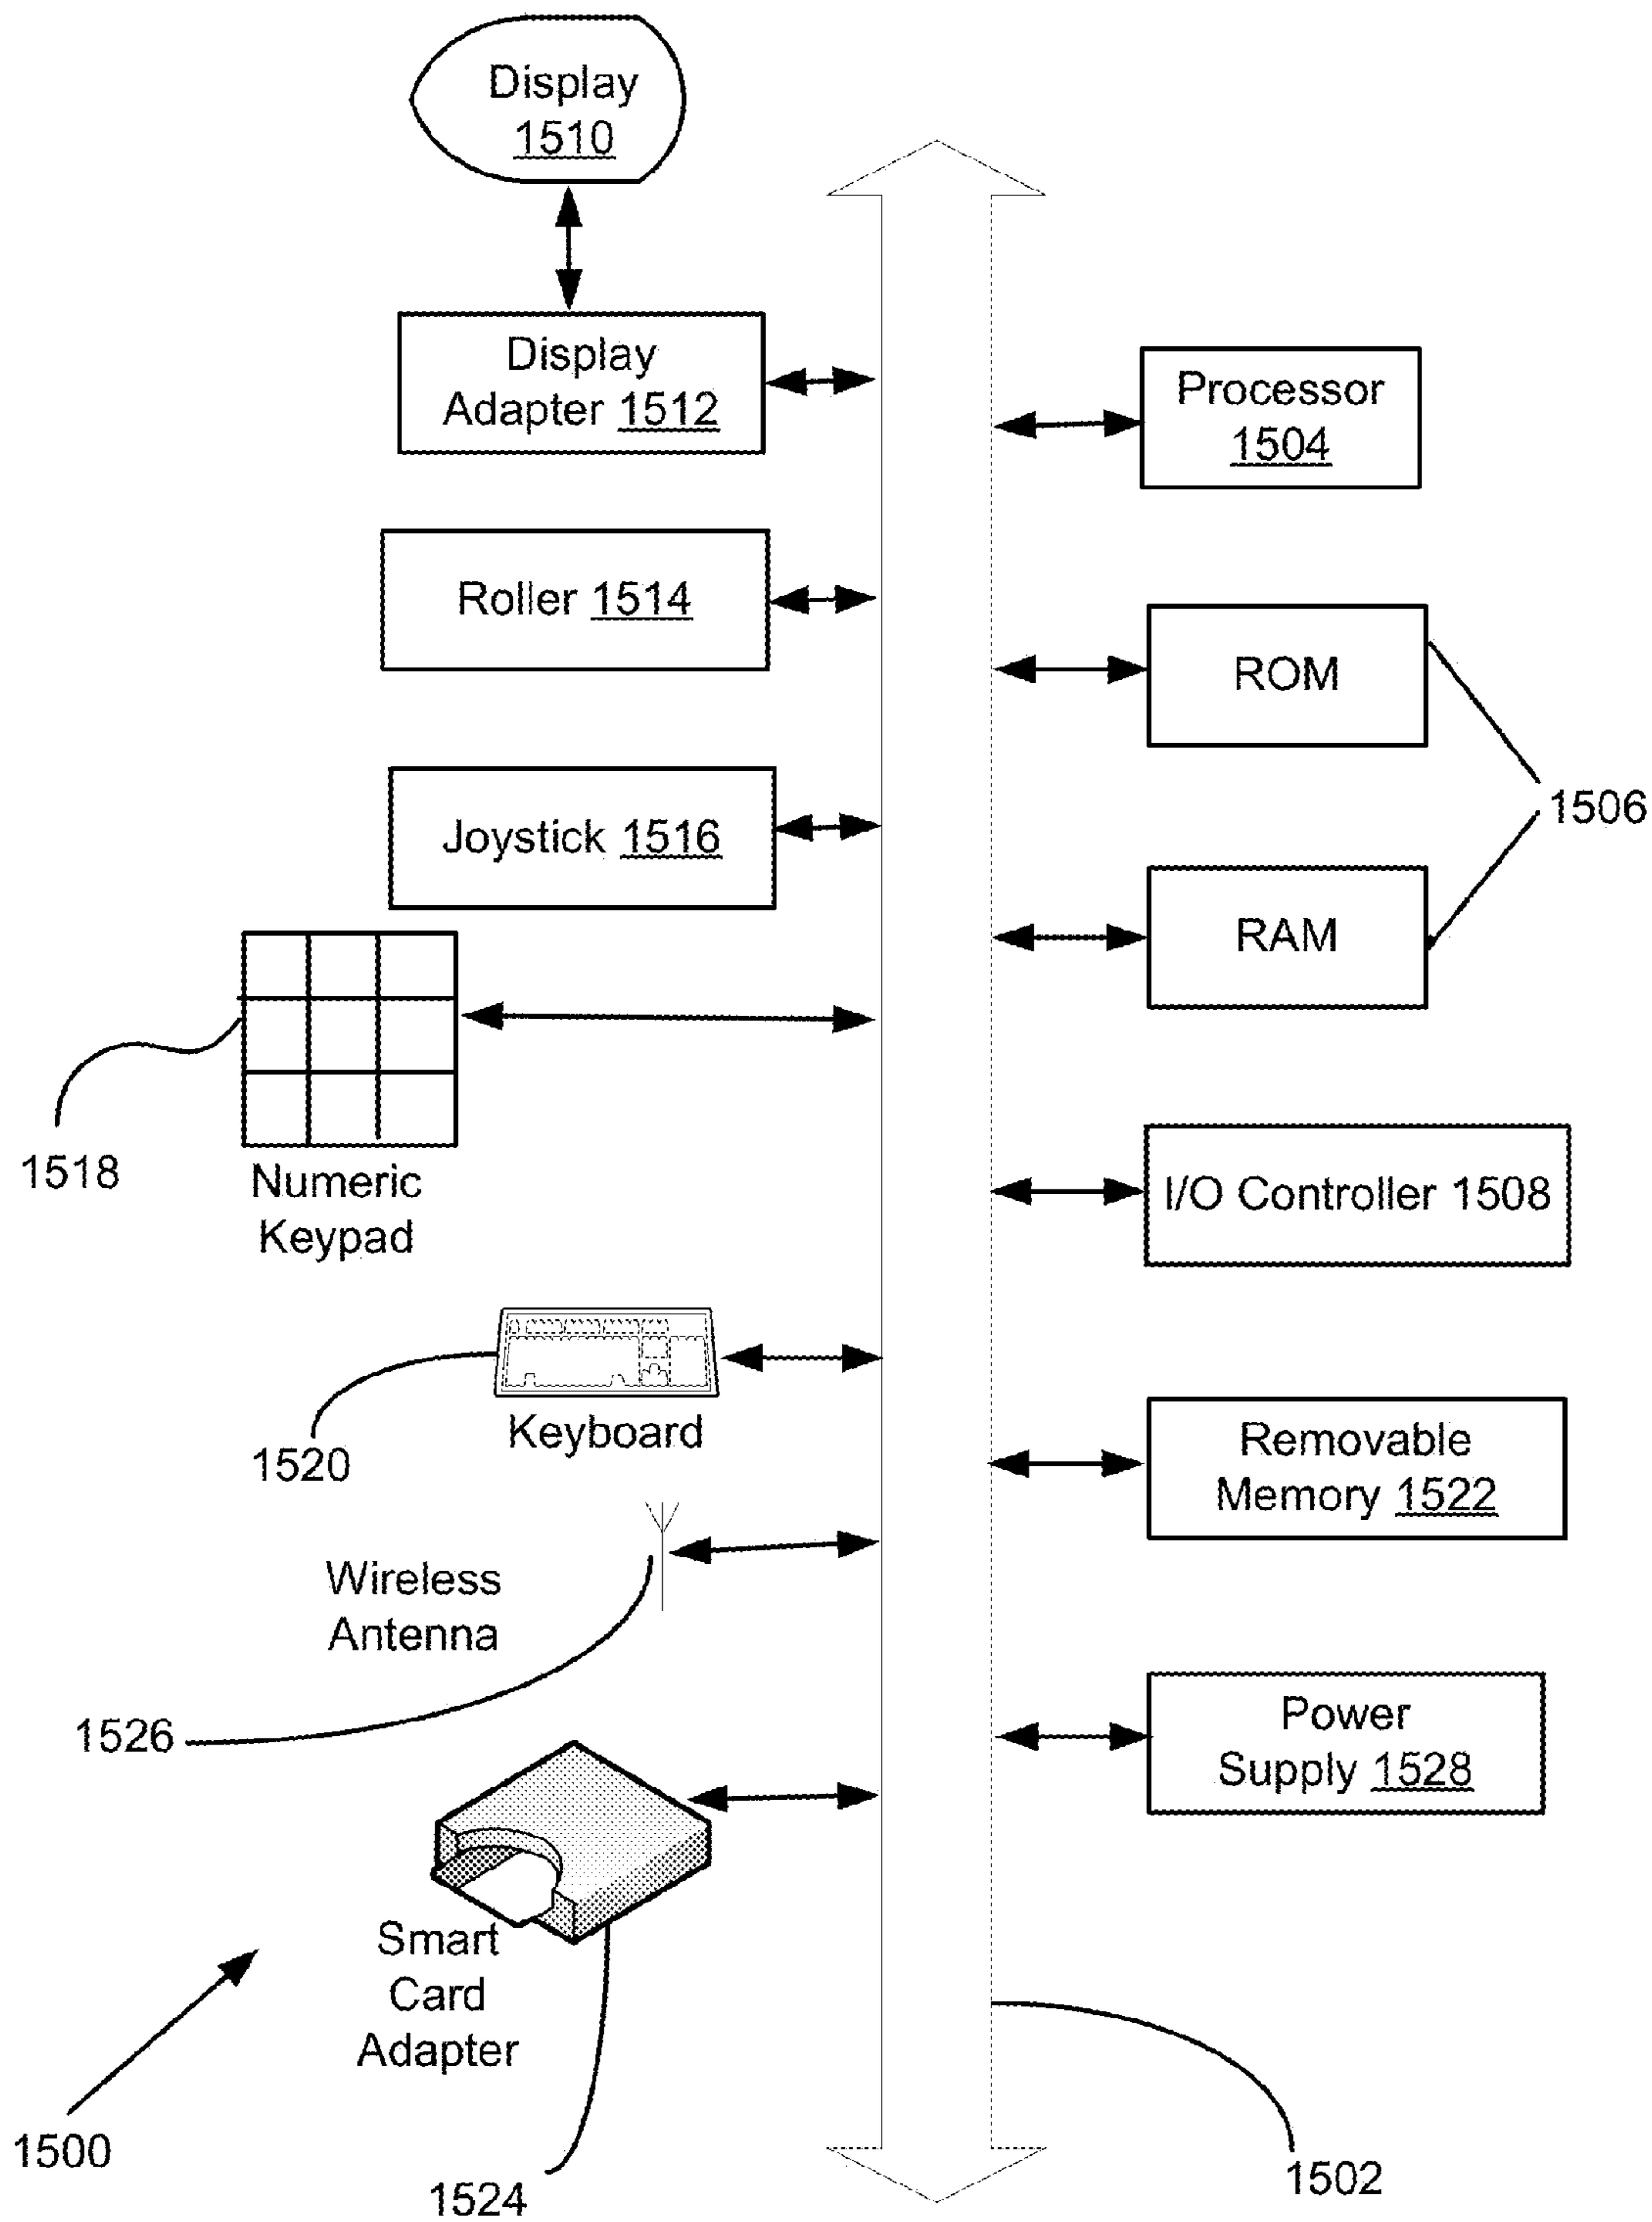 Display
1510
Display
Adapter 1512
Processor
1504
Roller 1514
ROM
1506
Joystick 1516
RAM
1518
Numeric
Keypad
I/O Controller 1508
1520
Keyboard
Removable
Memory 1522
Wireless
Antenna
1526
Power
Supply 1528
Smart
Card
Adapter
1500
1524
1502